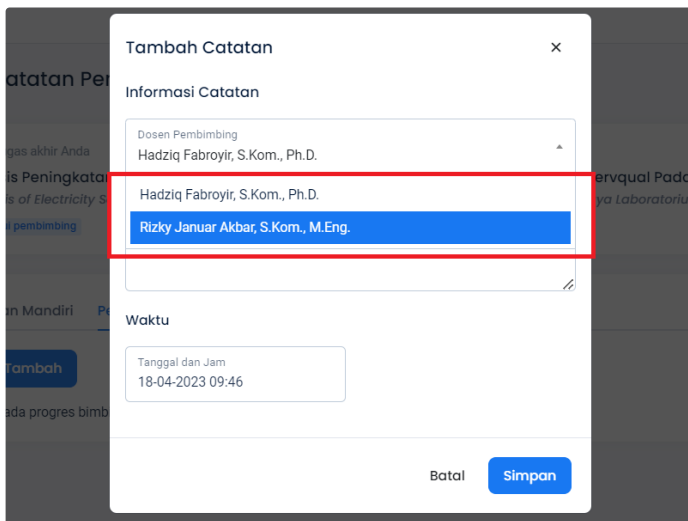 Tambah Catatan ×
atatan Per
Informasi Catatan
Dosen Pembimbing
gas akhir Anda
Hadziq Fabroyir, S.Kom., Ph.D.
is Peningkatan
ervqual Pada
Hadziq Fabroyir, S.Kom., Ph.D.
is of Electricity S
ya Laboratoriu
pembimbing
Rizky Januar Akbar, S.Kom., M.Eng.
an Mandiri
Pe
Waktu
Tambah
Tanggal dan Jam
18-04-2023 09:46
ada progres bimb
Batal
Simpan